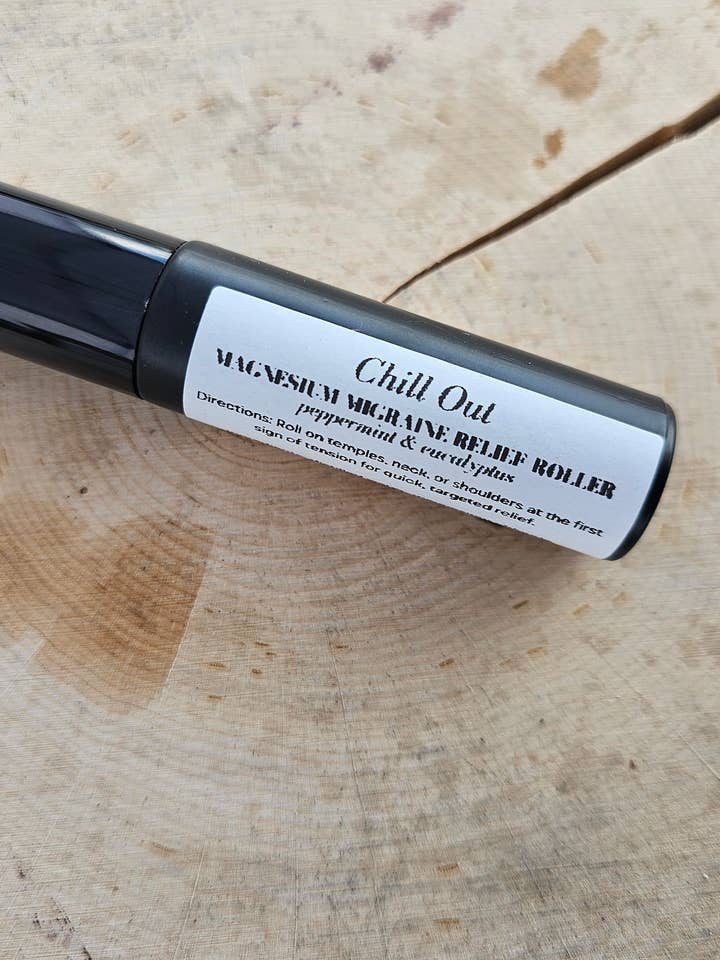 Chill Out
MAGNESIUM MIGRAINE RELIEF ROLLER
peppermint & eucalyptus
Directions: Roll on temples, neck, or shoulders at the first
sign of tension for quick, targeted relief.